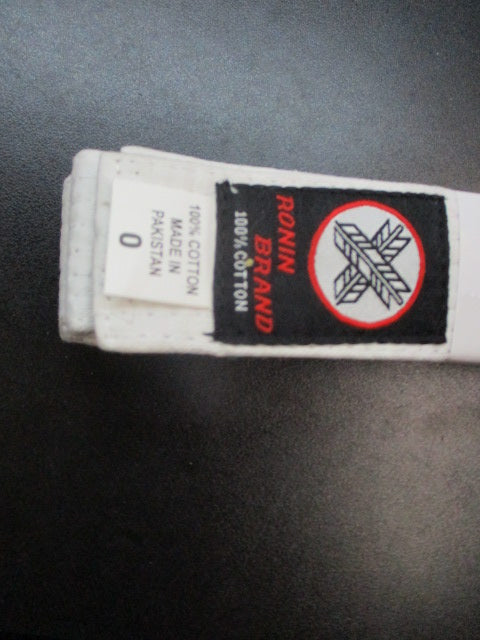 RONIN
BRAND
100% COTTON
100% COTTON
MADE IN
PAKISTAN
0